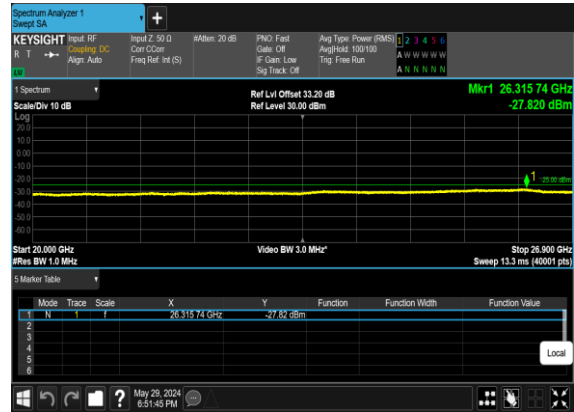 Spectrum Analyzer 1
Swept SA
+
KEYSIGHT Input: RF Input Z: 50 Ω #Atten: 20 dB PNO: Fast Avg Type: Power (RMS) 1 2 3 4 5 6
R T Coupling: DC Corr CCorr Gate: Off Avg|Hold: 100/100 A W W W W W
Align: Auto Freq Ref: Int (S) IF Gain: Low Trig: Free Run
LW Sig Track: Off A N N N N N
1 Spectrum Ref Lvl Offset 33.20 dB Mkr1 26.315 74 GHz
Scale/Div 10 dB Ref Level 30.00 dBm -27.820 dBm
Log
20.0
10.0
0.00
-10.0
-20.0 1 -25.00 dBm
-30.0
-40.0
-50.0
-60.0
Start 20.000 GHz Video BW 3.0 MHz* Stop 26.900 GHz
#Res BW 1.0 MHz Sweep 13.3 ms (40001 pts)
5 Marker Table
Mode Trace Scale X Y Function Function Width Function Value
1 N 1 f 26.315 74 GHz -27.82 dBm
2
3
4
5
6
Local
? May 29, 2024
6:51:45 PM